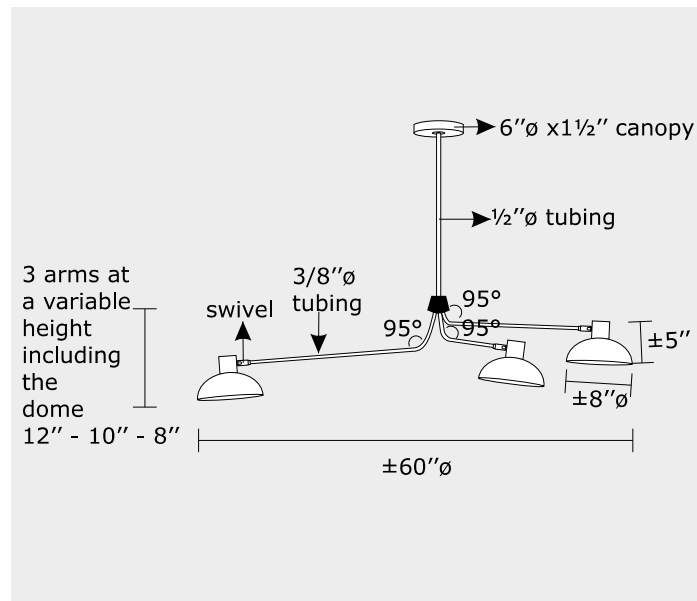 6’’ø x1½’’ canopy
½’’ø tubing
3 arms at
a variable
height
including
the
dome
12’’ - 10’’ - 8’’
swivel
3/8’’ø
tubing
95°
95°
95°
±5’’
±8’’ø
±60’’ø